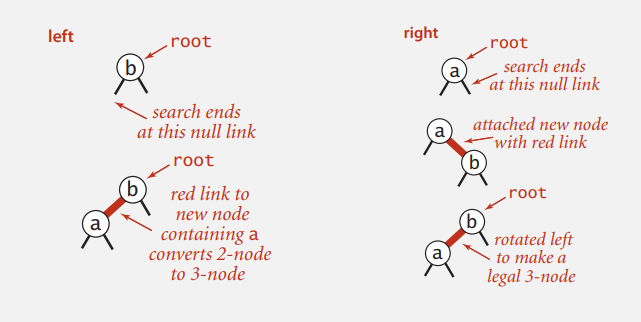 left
root
b
search ends
at this null link
root
b
red link to
new node
a
containing a
converts 2-node
to 3-node
right
root
a
search ends
at this null link
a
attached new node
with red link
b
root
b
rotated left
a
to make a
legal 3-node